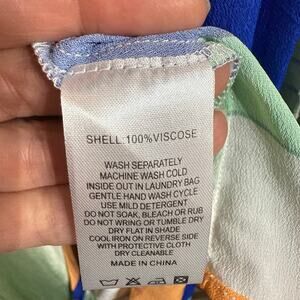 SHELL:100%VISCOSE
WASH SEPARATELY
MACHINE WASH COLD
INSIDE OUT IN LAUNDRY BAG
GENTLE HAND WASH CYCLE
USE MILD DETERGENT
DO NOT SOAK, BLEACH OR RUB
DO NOT WRING OR TUMBLE DRY
DRY FLAT IN SHADE
COOL IRON ON REVERSE SIDE
WITH PROTECTIVE CLOTH
DRY CLEANABLE
MADE IN CHINA